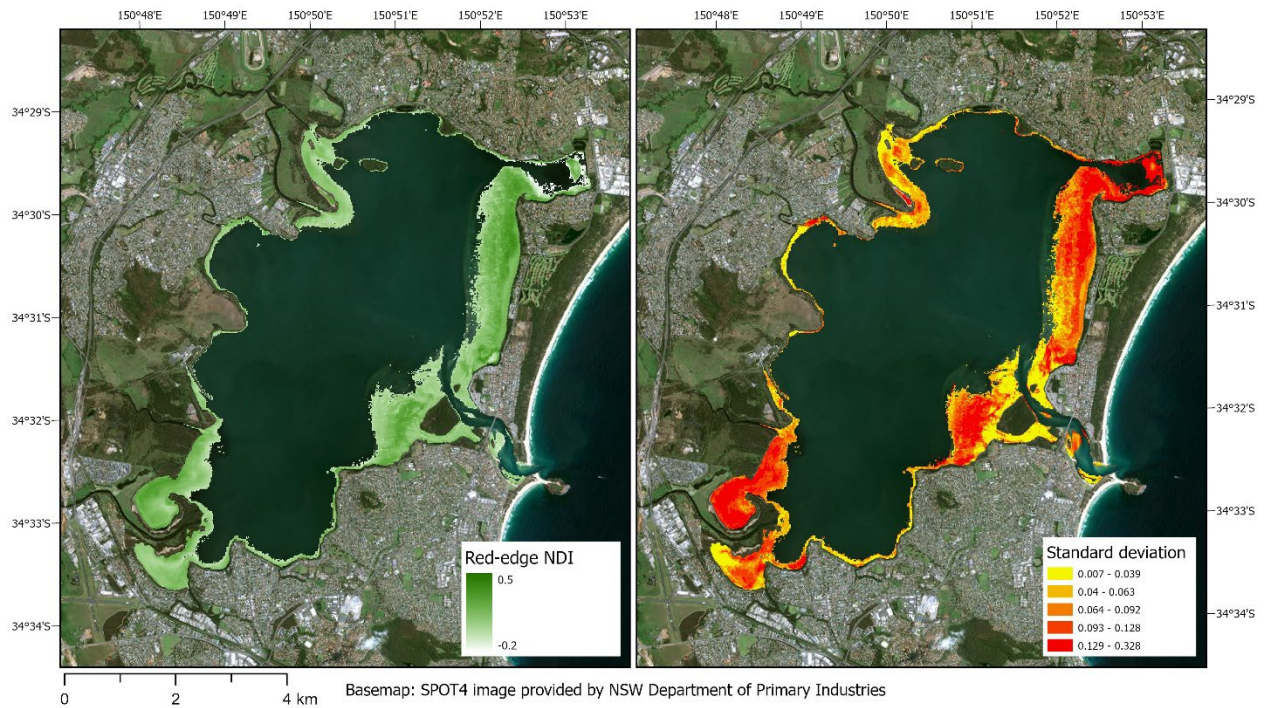 150°48'E 150°49'E 150°50'E 150°51'E 150°52'E 150°53'E
150°48'E 150°49'E 150°50'E 150°51'E 150°52'E 150°53'E
34°29'S
34°30'S
34°31'S
34°32'S
34°33'S
34°34'S
Red-edge NDI
0.5
-0.2
34°29'S
34°30'S
34°31'S
34°32'S
34°33'S
34°34'S
Standard deviation
0.007 - 0.039
0.04 - 0.063
0.064 - 0.092
0.093 - 0.128
0.129 - 0.328
0 2 4 km
Basemap: SPOT4 image provided by NSW Department of Primary Industries